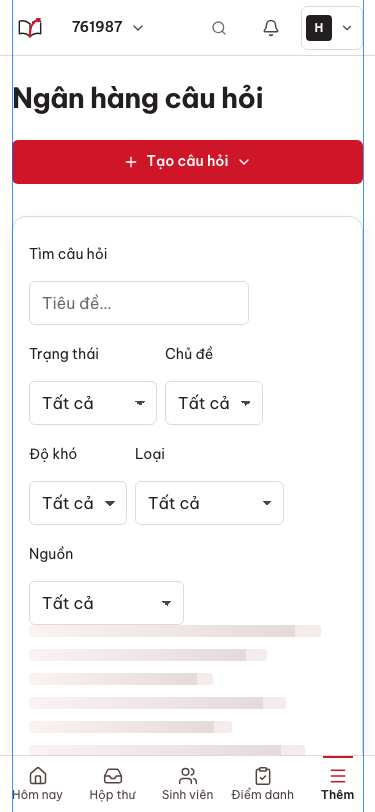 761987
H
Ngân hàng câu hỏi
Tạo câu hỏi
Tìm câu hỏi
Tiêu đề...
Trạng thái Chủ đề
Tất cả Tất cả
Độ khó Loại
Tất cả Tất cả
Nguồn
Tất cả
Hôm nay Hộp thư Sinh viên Điểm danh Thêm